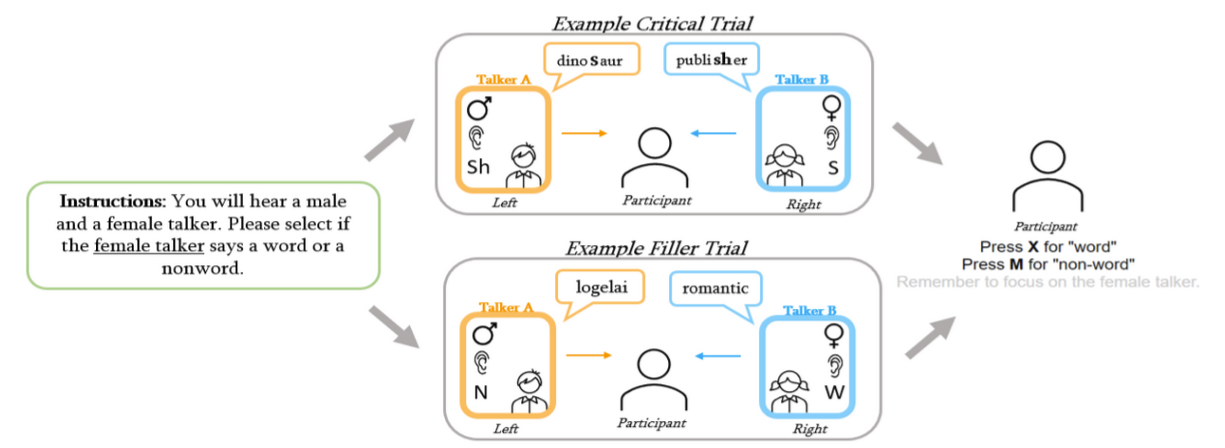 Example Critical Trial
dinosaur
publisher
Talker A
Talker B
Sh
S
Left
Participant
Right
Instructions: You will hear a male
and a female talker. Please select if
the female talker says a word or a
nonword.
Example Filler Trial
logelai
romantic
Talker A
Talker B
N
W
Left
Participant
Right
Participant
Press X for "word"
Press M for "non-word"
Remember to focus on the female talker.